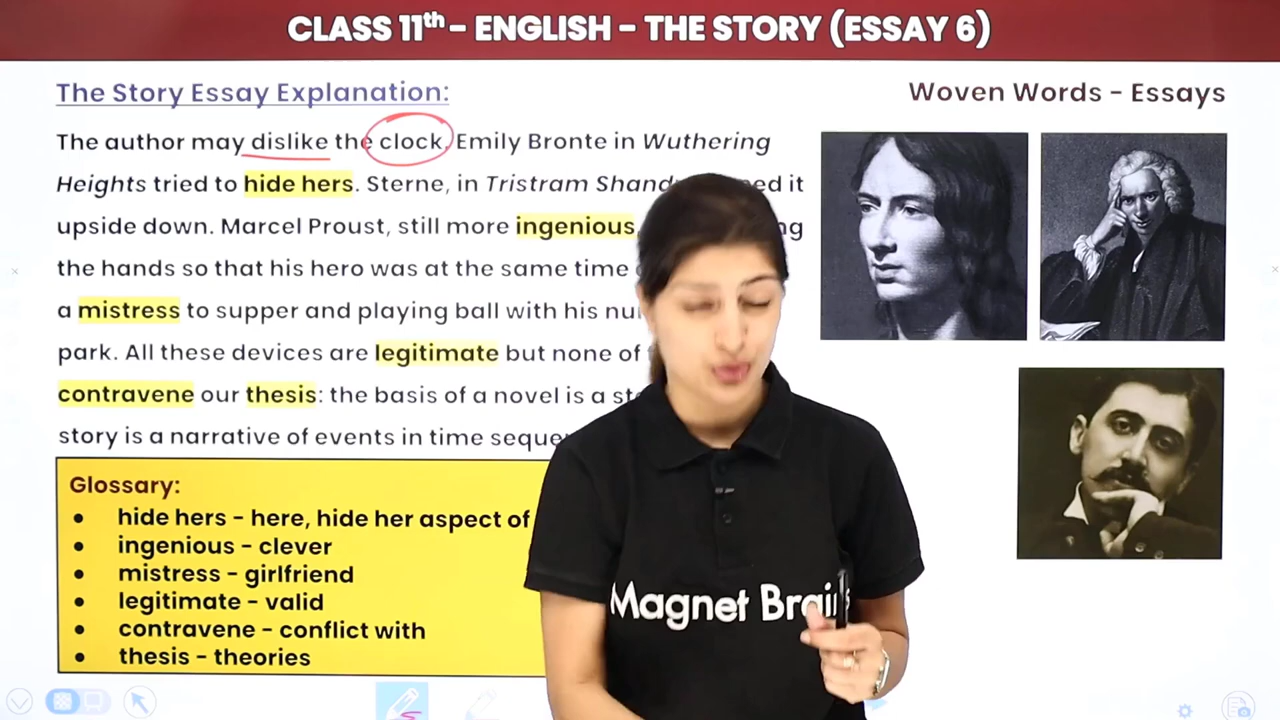 CLASS 11th - ENGLISH - THE STORY (ESSAY 6)
The Story Essay Explanation:
Woven Words - Essays
The author may dislike the clock. Emily Bronte in Wuthering
Heights tried to hide hers. Sterne, in Tristram it
upside down. Marcel Proust, still more ingenious
the hands so that his hero was at the same time
a mistress to supper and playing ball with his
park. All these devices are legitimate but none of
contravene our thesis: the basis of a novel is a
story is a narrative of events in time
Glossary:
● hide hers - here, hide her aspect of
● ingenious - clever
● mistress - girlfriend
● legitimate - valid
● contravene - conflict with
● thesis - theories
Magnet